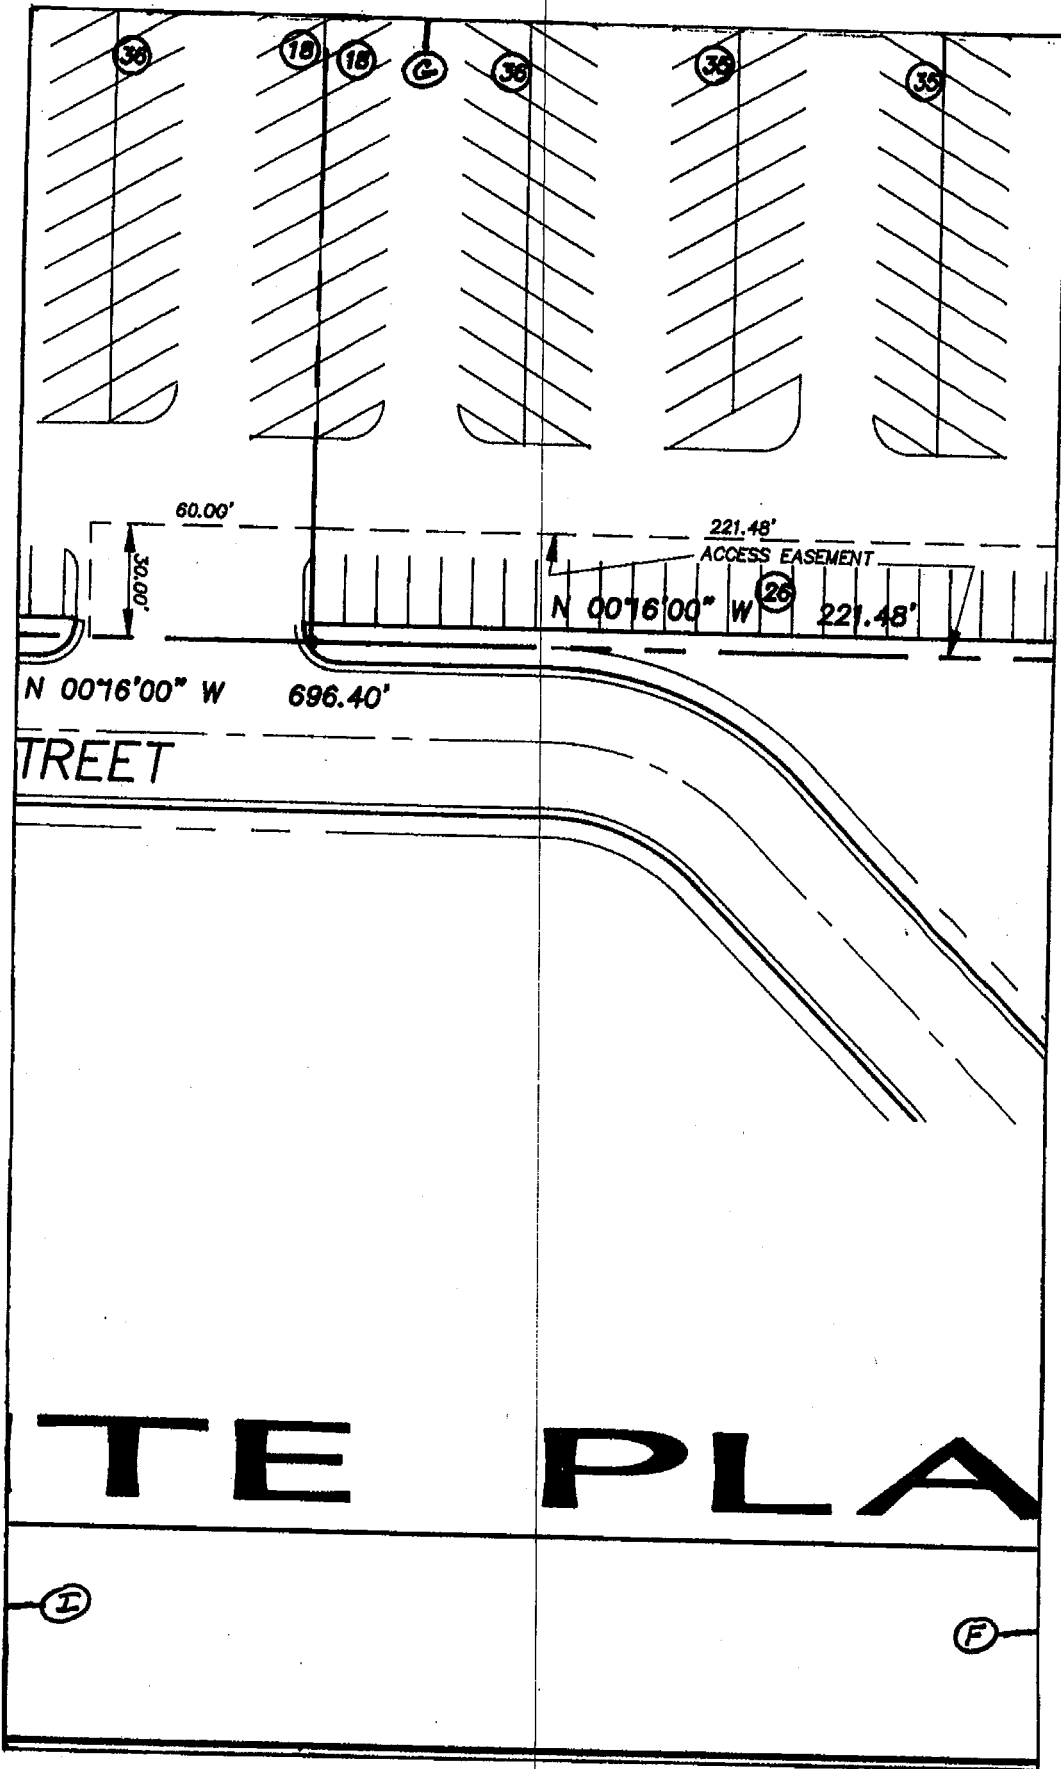 36
18
18
G
36
35
35
60.00'
30.00'
221.48'
ACCESS EASEMENT
26
N 00°16'00" W 221.48'
N 00°16'00" W 696.40'
TREET
TE PLA
I
F